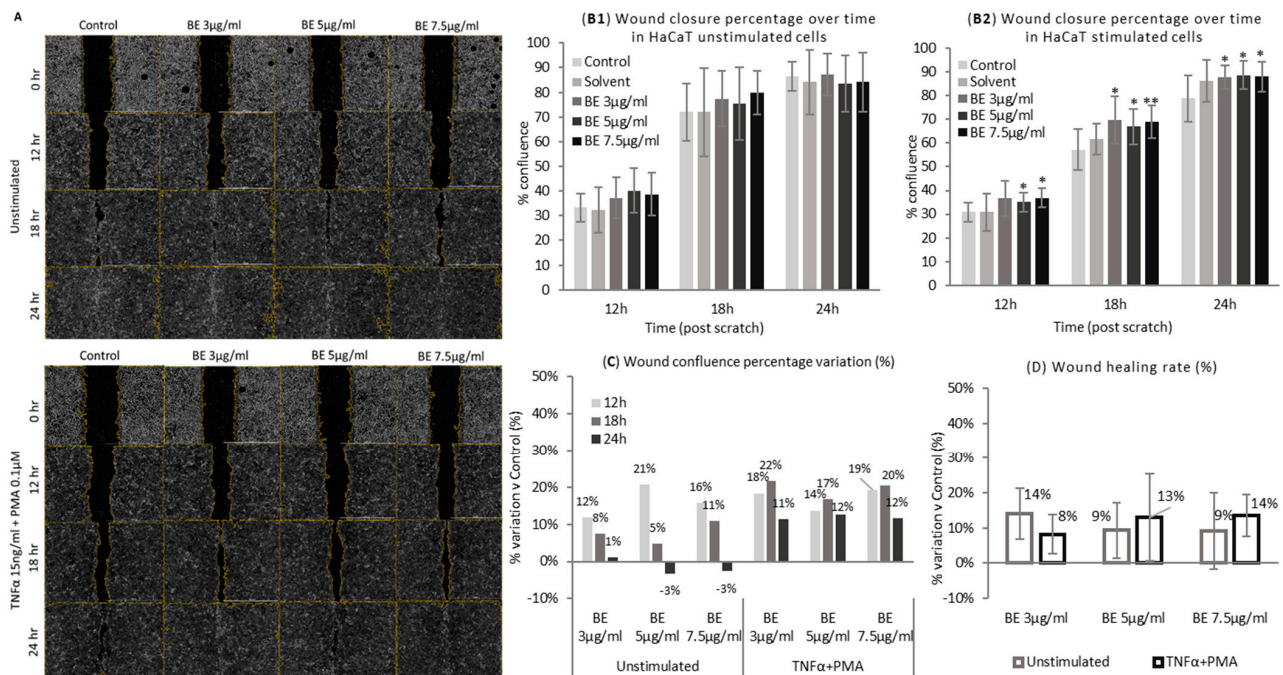 A
Control BE 3µg/ml BE 5µg/ml BE 7.5µg/ml
0 hr
12 hr
18 hr
24 hr
Unstimulated
Control BE 3µg/ml BE 5µg/ml BE 7.5µg/ml
0 hr
12 hr
18 hr
24 hr
TNFα 15ng/ml + PMA 0.1µM
(B1) Wound closure percentage over time
in HaCaT unstimulated cells
100
90
80
70
60
50
40
30
20
10
0
% confluence
Control
Solvent
BE 3µg/ml
BE 5µg/ml
BE 7.5µg/ml
12h 18h 24h
Time (post scratch)
(B2) Wound closure percentage over time
in HaCaT stimulated cells
100
90
80
70
60
50
40
30
20
10
0
% confluence
Control
Solvent
BE 3µg/ml
BE 5µg/ml
BE 7.5µg/ml
* * * ** * * * *
12h 18h 24h
Time (post scratch)
(C) Wound confluence percentage variation (%)
50%
40%
30%
20%
10%
0%
-10%
% variation v Control (%)
12h
18h
24h
12% 8% 1% 21% 5% -3% 16% 11% -3% 18% 22% 11% 14% 17% 12% 19% 20% 12%
BE BE BE BE BE BE
3µg/ml 5µg/ml 7.5µg/ml 3µg/ml 5µg/ml 7.5µg/ml
Unstimulated TNFα+PMA
(D) Wound healing rate (%)
50%
40%
30%
20%
10%
0%
-10%
% variation v Control (%)
14% 8% 9% 13% 9% 14%
BE 3µg/ml BE 5µg/ml BE 7.5µg/ml
Unstimulated TNFα+PMA